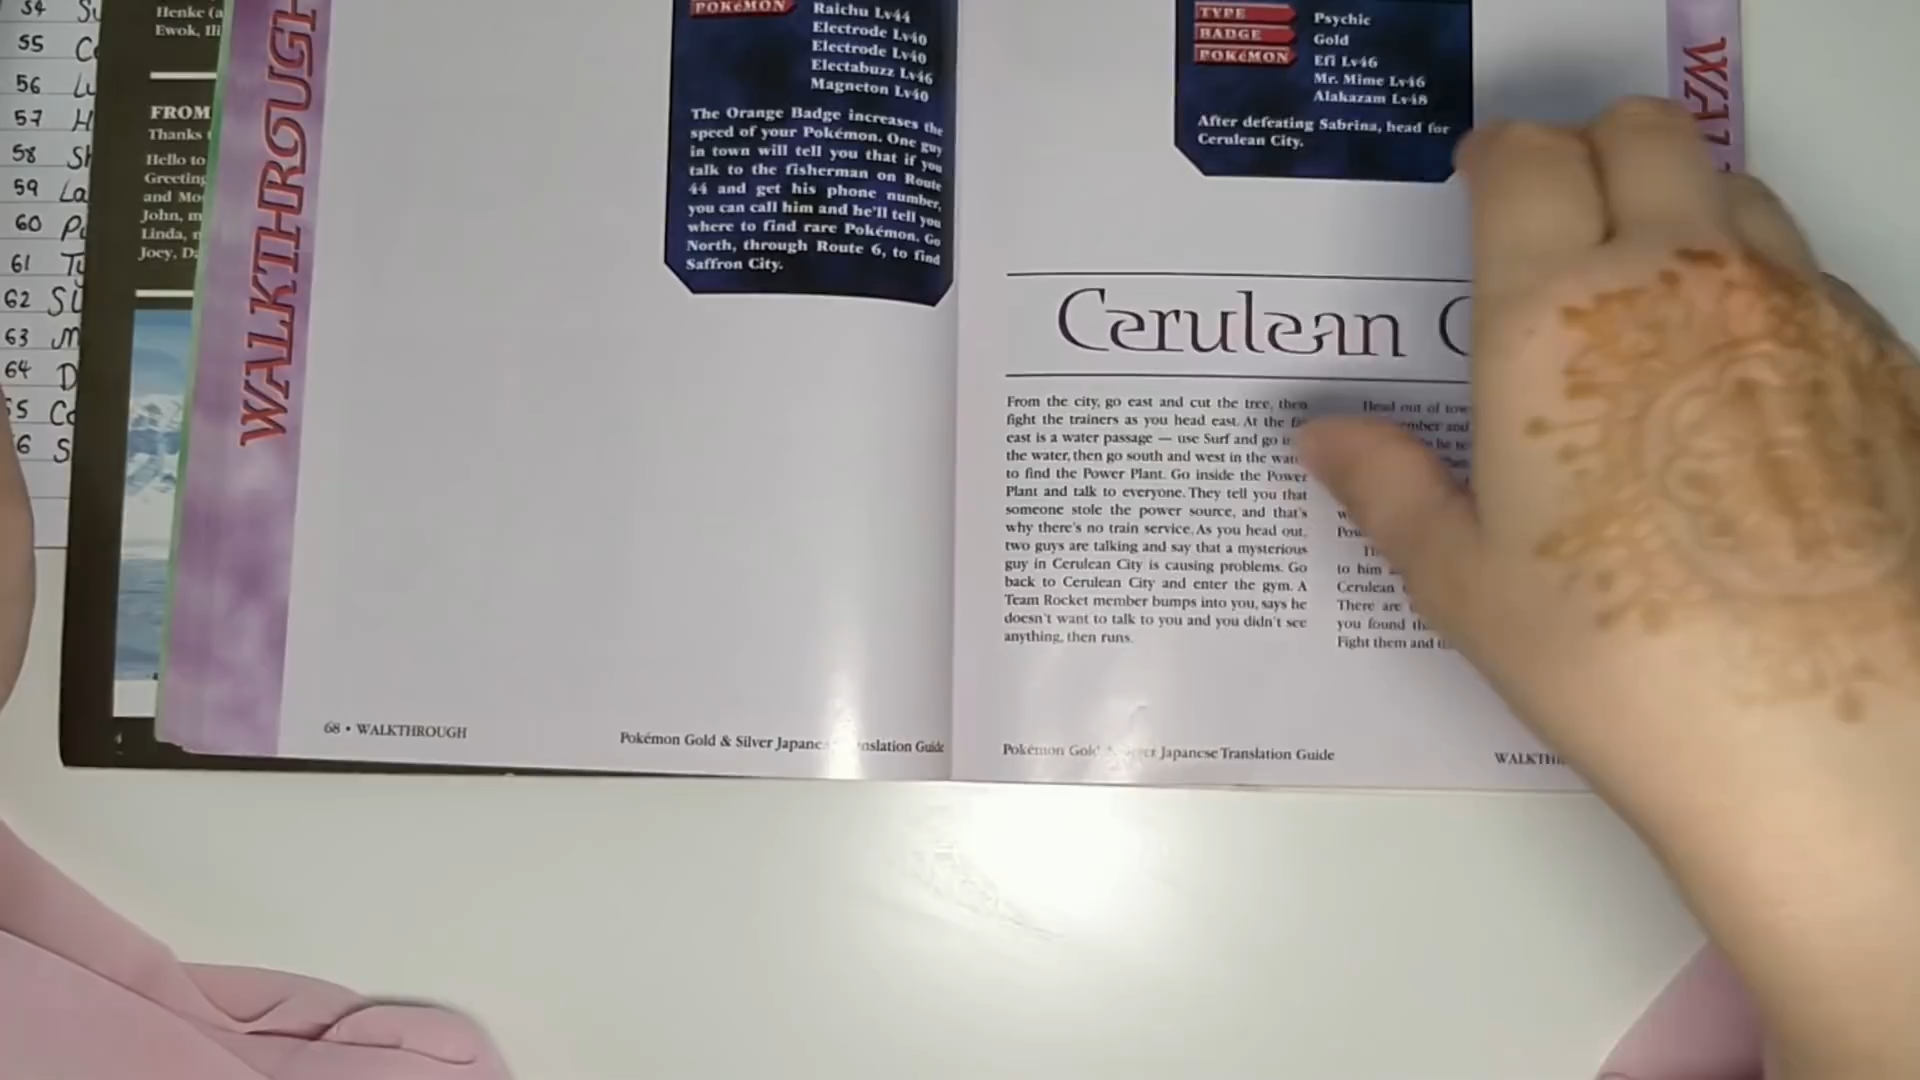 54
55
56
57
58
59
60
61
62
63
64
Henke (a
Ewok, Ili
FROM
Thanks
Hello to
Greeting
and Mo
John, m
Linda,
Joey, D
WALKTHROUGH
POKéMON
Raichu Lv44
Electrode Lv40
Electrode Lv40
Electabuzz Lv46
Magneton Lv40
The Orange Badge increases the
speed of your Pokémon. One guy
in town will tell you that if you
talk to the fisherman on Route
44 and get his phone number,
you can call him and he'll tell you
where to find rare Pokémon. Go
North, through Route 6, to find
Saffron City.
68 • WALKTHROUGH
Pokémon Gold & Silver Japane nslation Guide
TYPE Psychic
BADGE Gold
POKéMON Efi Lv46
Mr. Mime Lv46
Alakazam Lv48
After defeating Sabrina, head for
Cerulean City.
Cerulean C
From the city, go east and cut the tree, then
fight the trainers as you head east. At the
east is a water passage — use Surf and go
the water, then go south and west in the wat
to find the Power Plant. Go inside the Power
Plant and talk to everyone. They tell you that
someone stole the power source, and that's
why there's no train service. As you head out,
two guys are talking and say that a mysterious
guy in Cerulean City is causing problems. Go
back to Cerulean City and enter the gym. A
Team Rocket member bumps into you, says he
doesn't want to talk to you and you didn't see
anything, then runs.
Head out of tow
mber and
to him
Cerulean
There are
you found th
Fight them and
Pokémon Gold Japanese Translation Guide
WALKTH
WAL